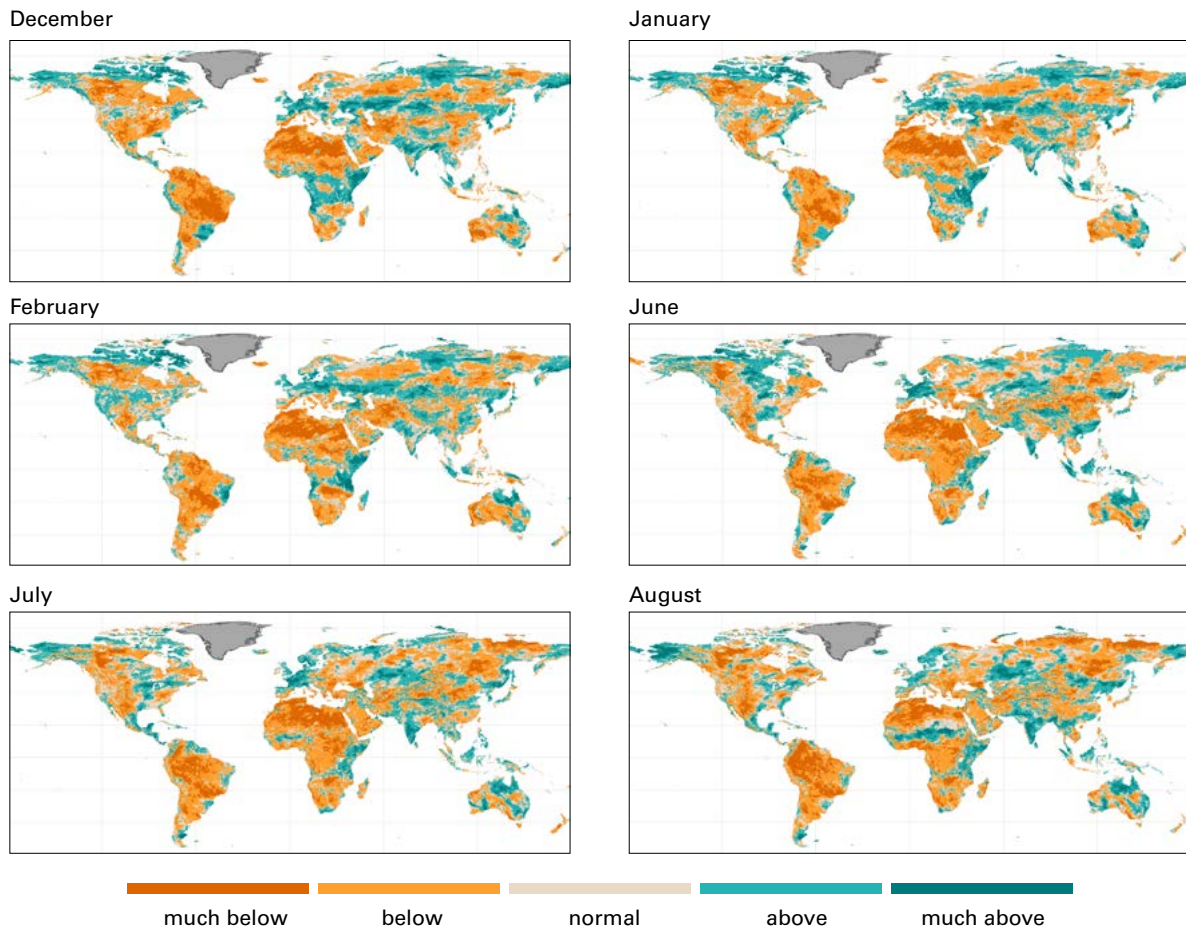 December
January
February
June
July
August
much below
below
normal
above
much above